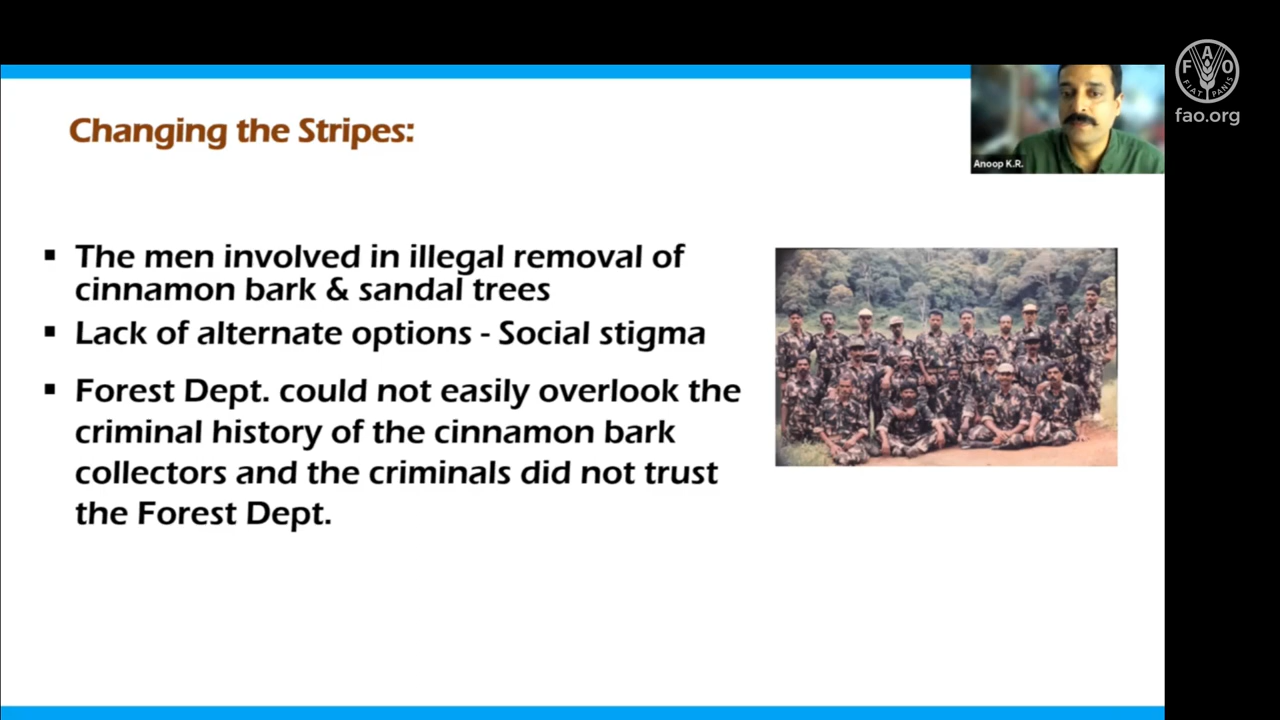 Changing the Stripes:
▪ The men involved in illegal removal of
cinnamon bark & sandal trees
▪ Lack of alternate options - Social stigma
▪ Forest Dept. could not easily overlook the
criminal history of the cinnamon bark
collectors and the criminals did not trust
the Forest Dept.
Anoop K.R.
F A O
FIAT PANIS
fao.org